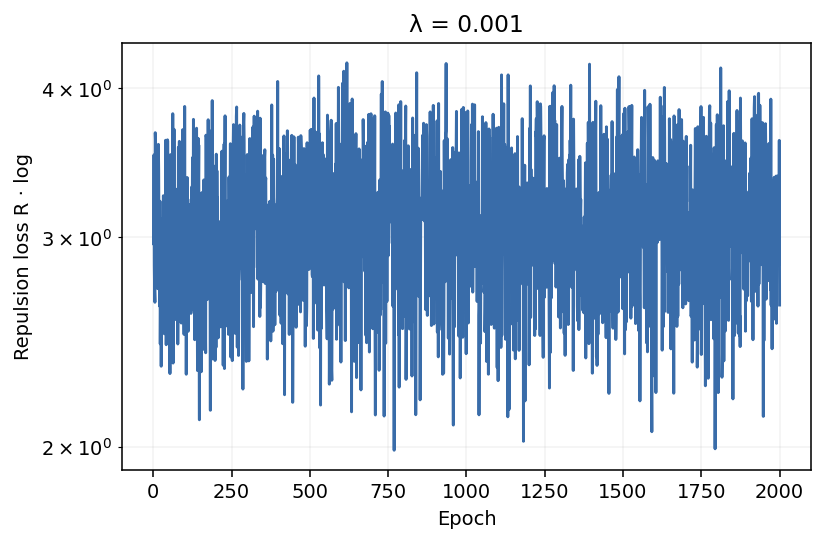 λ = 0.001
Repulsion loss R · log
4 × 10⁰
3 × 10⁰
2 × 10⁰
0 250 500 750 1000 1250 1500 1750 2000
Epoch